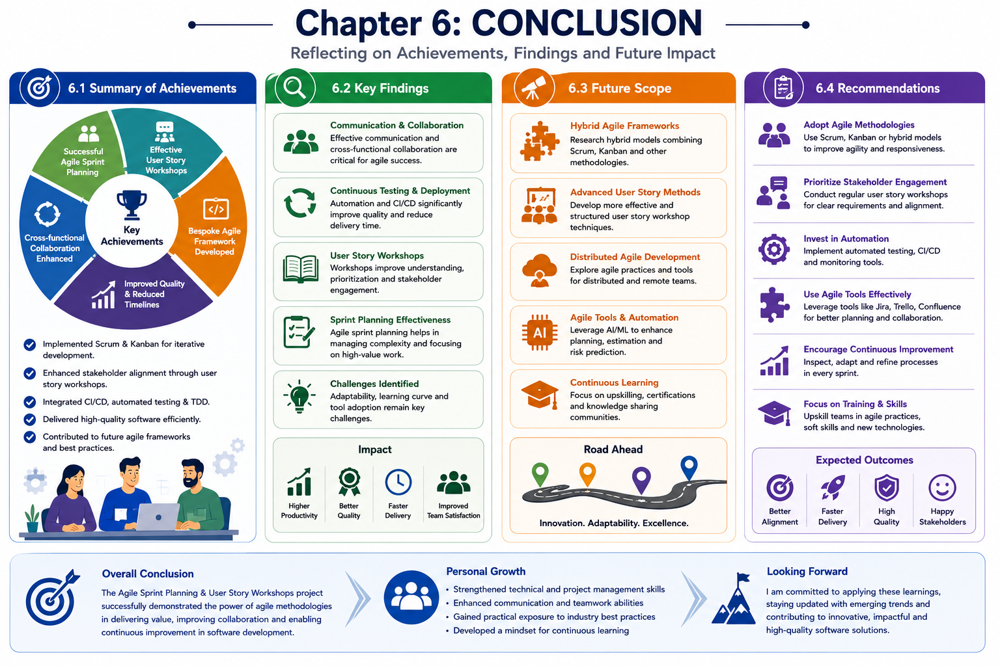 Chapter 6: CONCLUSION
Reflecting on Achievements, Findings and Future Impact
6.1 Summary of Achievements
Successful
Agile Sprint
Planning
Effective
User Story
Workshops
Bespoke Agile
Framework
Developed
Improved Quality
& Reduced
Timelines
Cross-functional
Collaboration
Enhanced
Key
Achievements
Implemented Scrum & Kanban for iterative
development.
Enhanced stakeholder alignment through user
story workshops.
Integrated CI/CD, automated testing & TDD.
Delivered high-quality software efficiently.
Contributed to future agile frameworks
and best practices.
6.2 Key Findings
Communication & Collaboration
Effective communication and
cross-functional collaboration are
critical for agile success.
Continuous Testing & Deployment
Automation and CI/CD significantly
improve quality and reduce
delivery time.
User Story Workshops
Workshops improve understanding,
prioritization and stakeholder
engagement.
Sprint Planning Effectiveness
Agile sprint planning helps in
managing complexity and focusing
on high-value work.
Challenges Identified
Adaptability, learning curve and
tool adoption remain key
challenges.
Impact
Higher
Productivity
Better
Quality
Faster
Delivery
Improved
Team Satisfaction
6.3 Future Scope
Hybrid Agile Frameworks
Research hybrid models combining
Scrum, Kanban and other
methodologies.
Advanced User Story Methods
Develop more effective and
structured user story workshop
techniques.
Distributed Agile Development
Explore agile practices and tools
for distributed and remote teams.
AI
Agile Tools & Automation
Leverage AI/ML to enhance
planning, estimation and
risk prediction.
Continuous Learning
Focus on upskilling, certifications
and knowledge sharing
communities.
Road Ahead
Innovation. Adaptability. Excellence.
6.4 Recommendations
Adopt Agile Methodologies
Use Scrum, Kanban or hybrid models
to improve agility and responsiveness.
Prioritize Stakeholder Engagement
Conduct regular user story workshops
for clear requirements and alignment.
Invest in Automation
Implement automated testing, CI/CD
and monitoring tools.
Use Agile Tools Effectively
Leverage tools like Jira, Trello, Confluence
for better planning and collaboration.
Encourage Continuous Improvement
Inspect, adapt and refine processes
in every sprint.
Focus on Training & Skills
Upskill teams in agile practices,
soft skills and new technologies.
Expected Outcomes
Better
Alignment
Faster
Delivery
High
Quality
Happy
Stakeholders
Overall Conclusion
The Agile Sprint Planning & User Story Workshops project
successfully demonstrated the power of agile methodologies
in delivering value, improving collaboration and enabling
continuous improvement in software development.
Personal Growth
• Strengthened technical and project management skills
• Enhanced communication and teamwork abilities
• Gained practical exposure to industry best practices
• Developed a mindset for continuous learning
Looking Forward
I am committed to applying these learnings,
staying updated with emerging trends and
contributing to innovative, impactful and
high-quality software solutions.